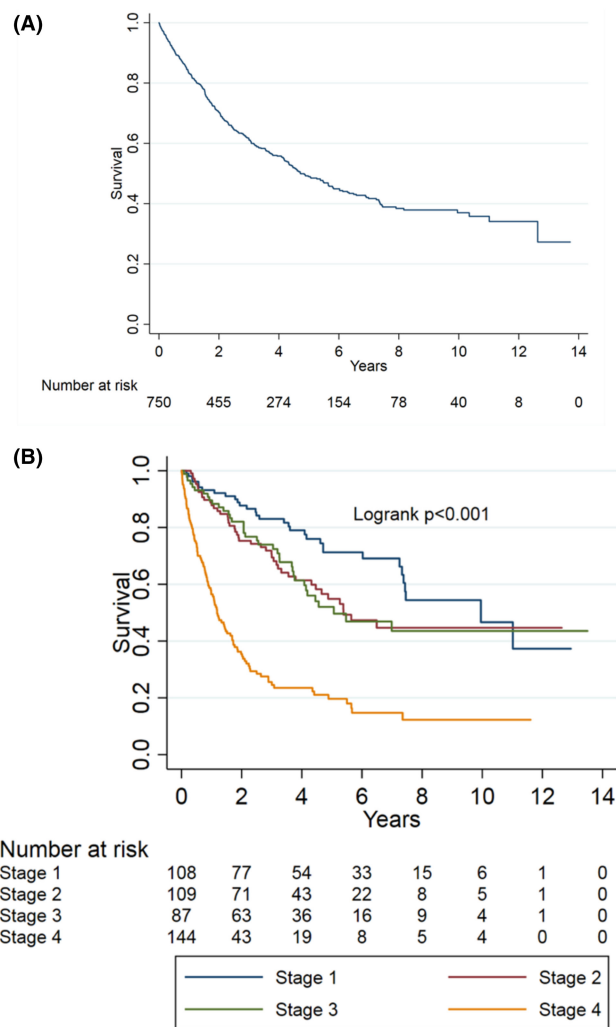 (A)
1.0
0.8
0.6
0.4
0.2
0.0
Survival
0 2 4 6 8 10 12 14
Years
Number at risk
750 455 274 154 78 40 8 0
(B)
1.0
0.8
0.6
0.4
0.2
0.0
Survival
Logrank p<0.001
0 2 4 6 8 10 12 14
Years
Number at risk
Stage 1 108 77 54 33 15 6 1 0
Stage 2 109 71 43 22 8 5 1 0
Stage 3 87 63 36 16 9 4 1 0
Stage 4 144 43 19 8 5 4 0 0
Stage 1 Stage 2
Stage 3 Stage 4